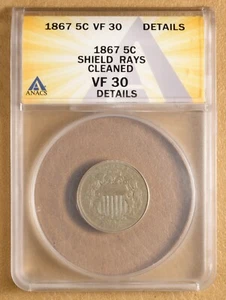 1867 5C VF 30 DETAILS
ANACS
1867 5C
SHIELD RAYS
CLEANED
VF 30
DETAILS